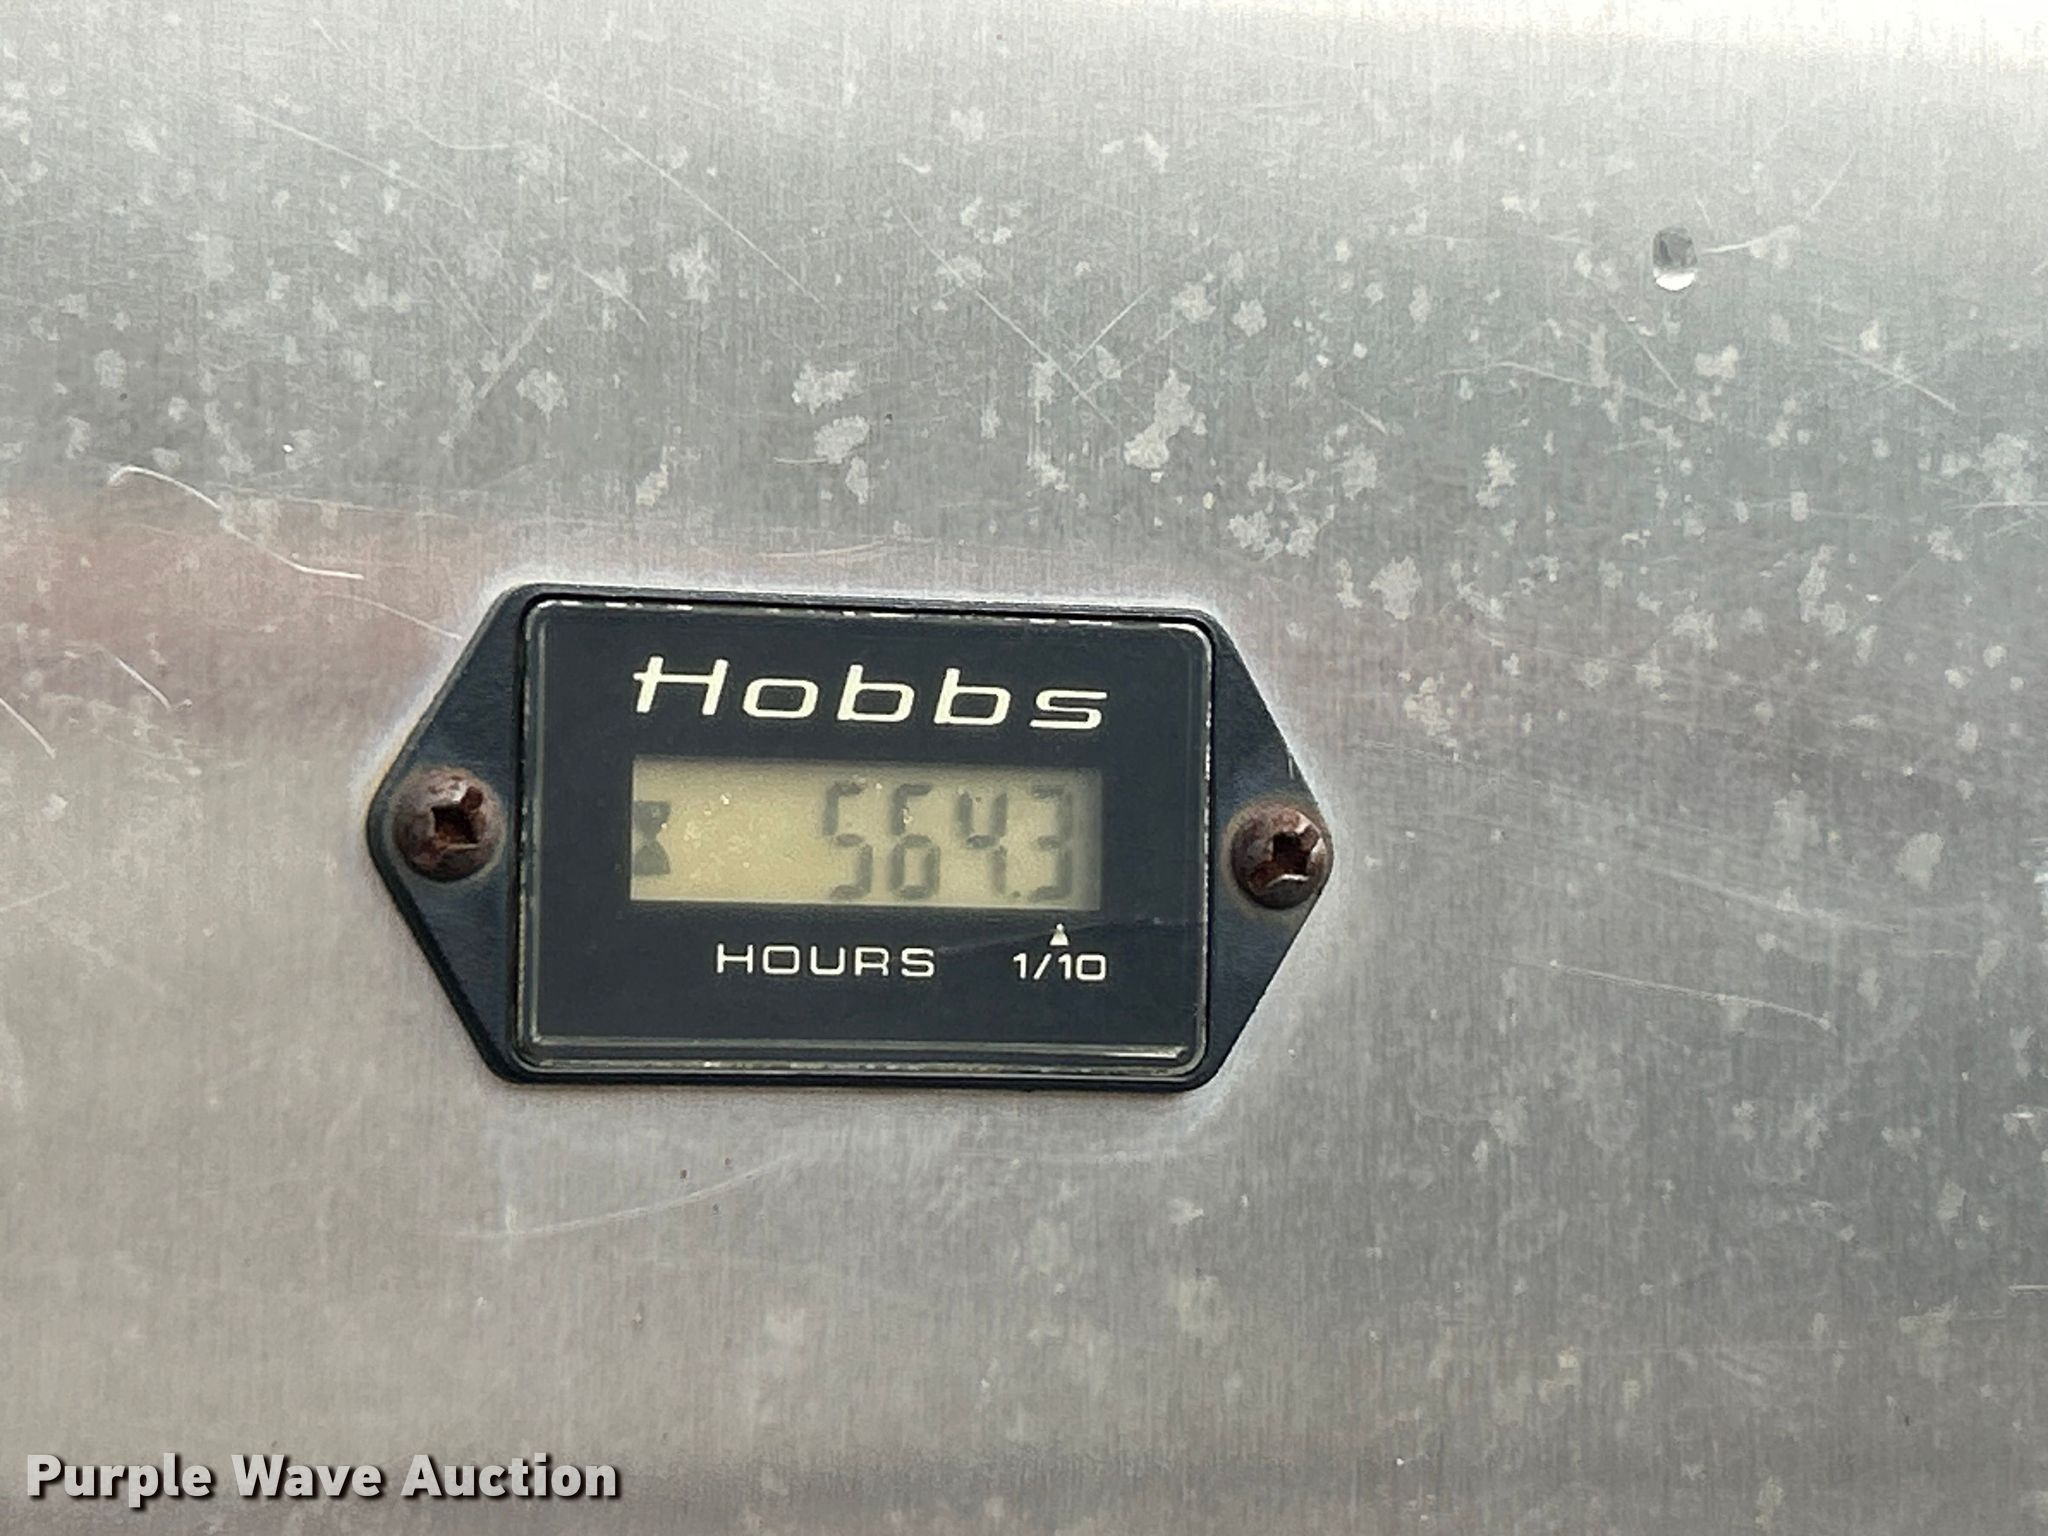 Hobbs
564.3
HOURS 1/10
Purple Wave Auction